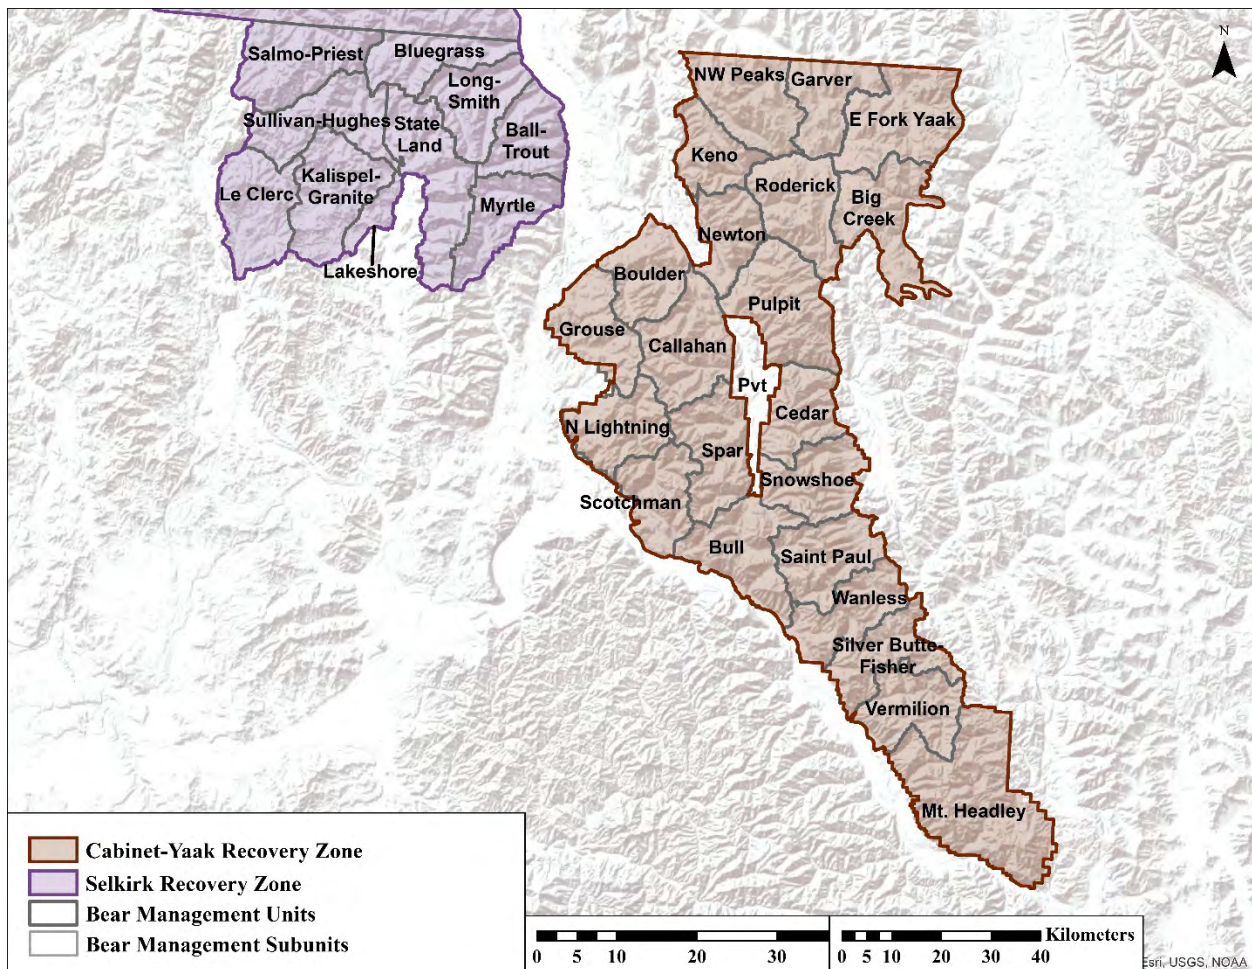 N
Salmo-Priest
Bluegrass
Long-
Smith
Sullivan-Hughes
State
Land
Ball-
Trout
Le Clerc
Kalispel-
Granite
Myrtle
Lakeshore
NW Peaks
Garver
E Fork Yaak
Keno
Roderick
Big
Creek
Newton
Boulder
Pulpit
Grouse
Callahan
Pvt
Cedar
N Lightning
Spar
Snowshoe
Scotchman
Bull
Saint Paul
Wanless
Silver Butte-
Fisher
Vermilion
Mt. Headley
Cabinet-Yaak Recovery Zone
Selkirk Recovery Zone
Bear Management Units
Bear Management Subunits
0 5 10 20 30
0 5 10 20 30 40
Kilometers
Esri, USGS, NOAA